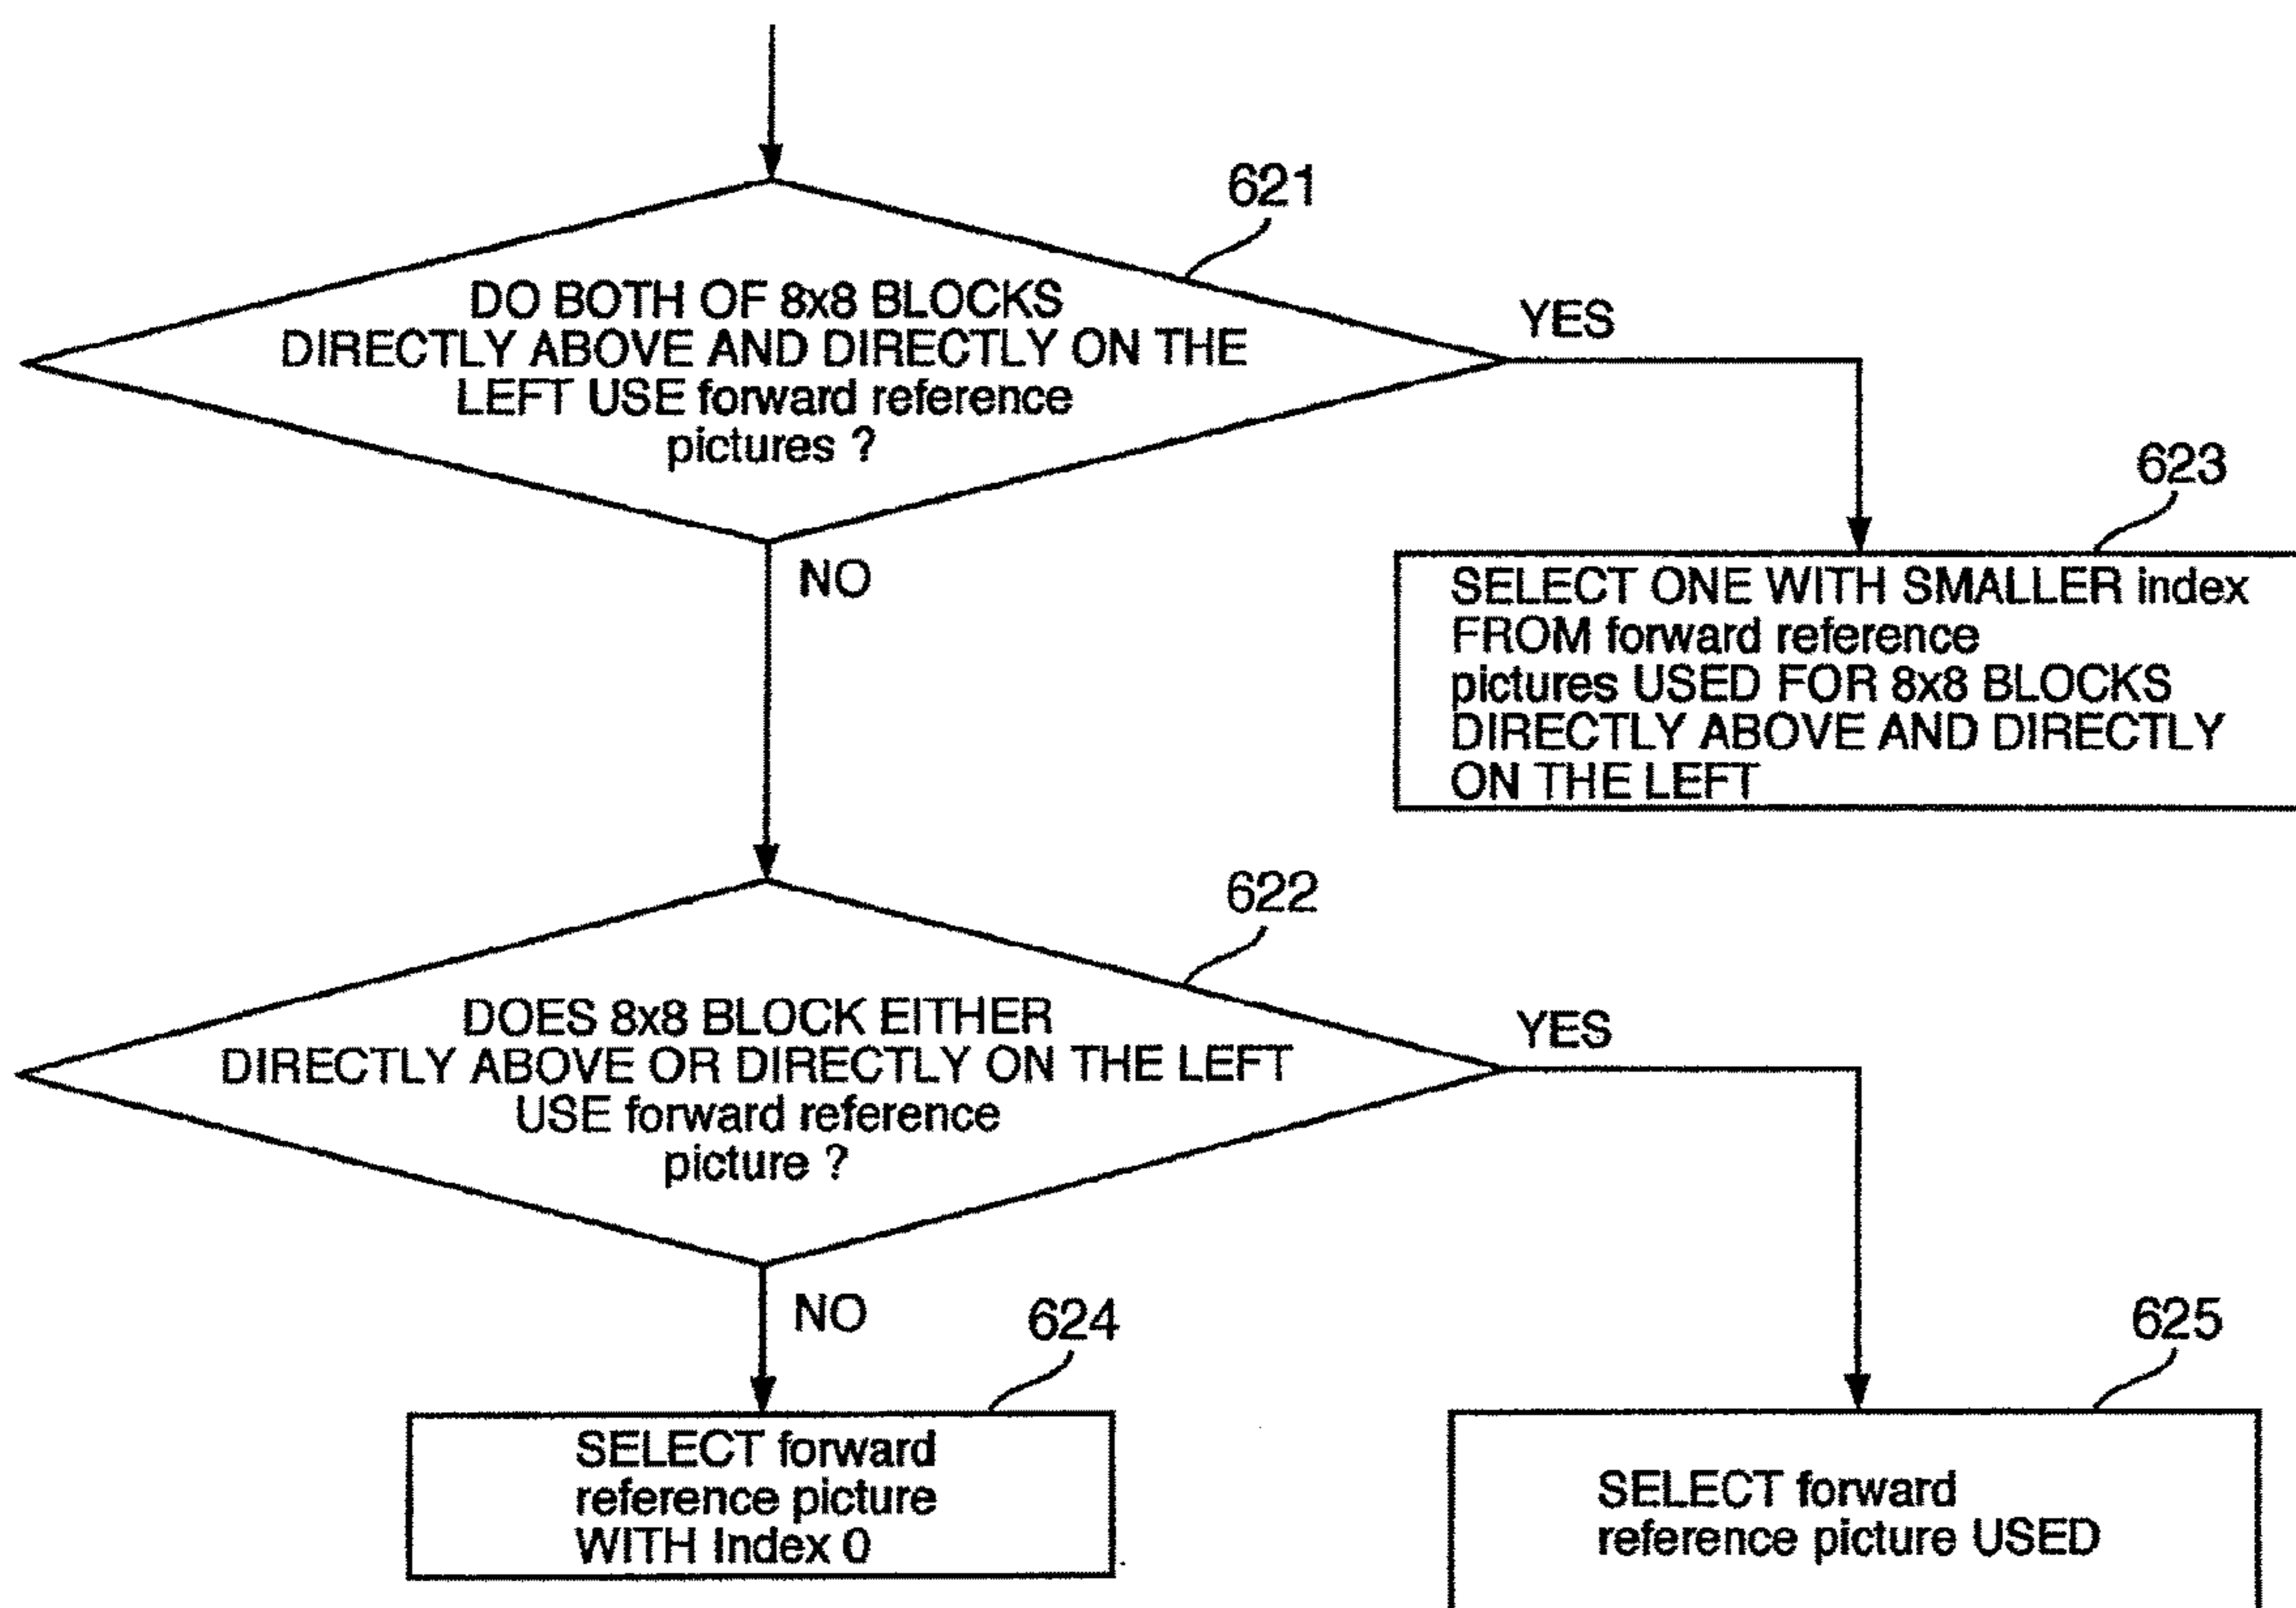 621
DO BOTH OF 8x8 BLOCKS
DIRECTLY ABOVE AND DIRECTLY ON THE
LEFT USE forward reference
pictures ?
YES
NO
623
SELECT ONE WITH SMALLER index
FROM forward reference
pictures USED FOR 8x8 BLOCKS
DIRECTLY ABOVE AND DIRECTLY
ON THE LEFT
622
DOES 8x8 BLOCK EITHER
DIRECTLY ABOVE OR DIRECTLY ON THE LEFT
USE forward reference
picture ?
YES
NO
624
SELECT forward
reference picture
WITH Index 0
625
SELECT forward
reference picture USED